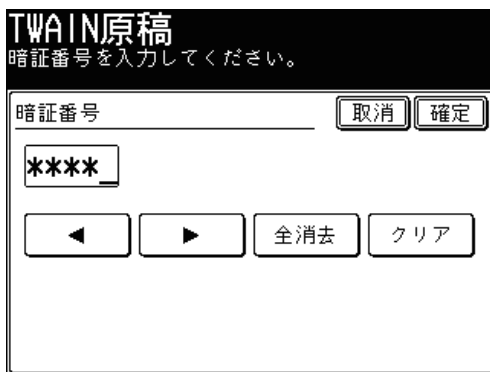 TWAIN原稿
暗証番号を入力してください。
暗証番号 取消 確定
****_
◀ ▶ 全消去 クリア